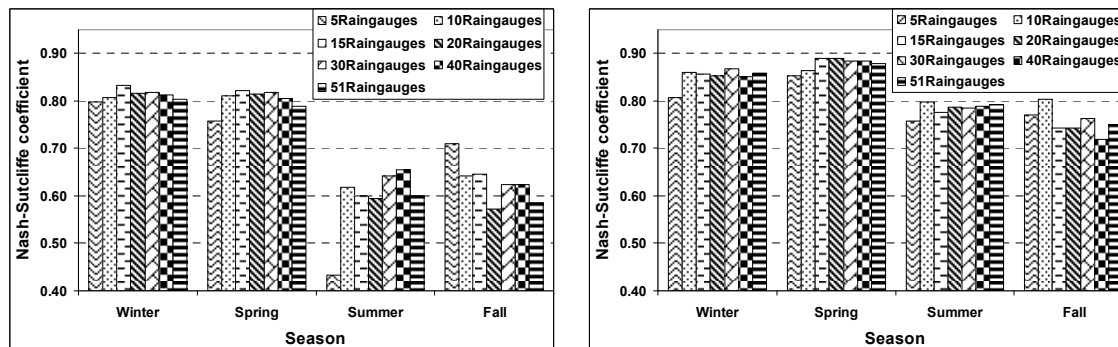 5Raingauges 10Raingauges
15Raingauges 20Raingauges
30Raingauges 40Raingauges
51Raingauges
Nash-Sutcliffe coefficient
0.90
0.80
0.70
0.60
0.50
0.40
Winter Spring Summer Fall
Season
5Raingauges 10Raingauges
15Raingauges 20Raingauges
30Raingauges 40Raingauges
51Raingauges
Nash-Sutcliffe coefficient
0.90
0.80
0.70
0.60
0.50
0.40
Winter Spring Summer Fall
Season